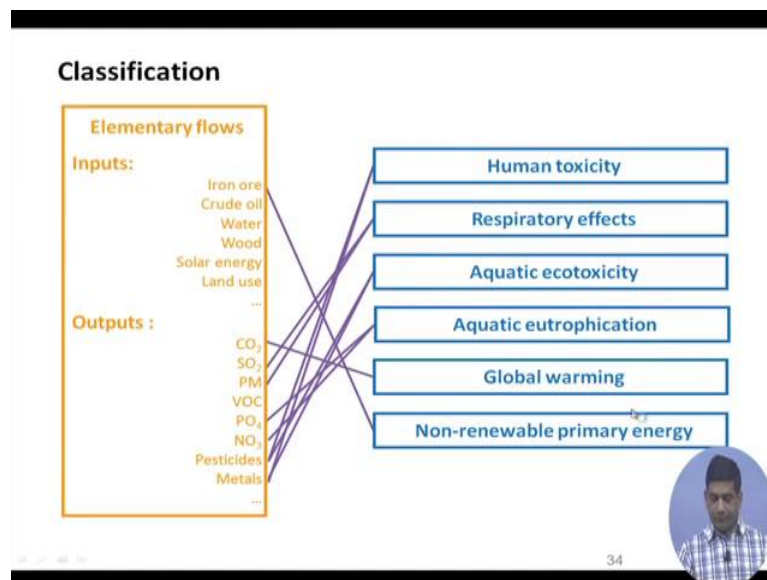 Classification
Elementary flows
Inputs:
Iron ore
Crude oil
Water
Wood
Solar energy
Land use
...
Outputs :
CO₂
SO₂
PM
VOC
PO₄
NO₃
Pesticides
Metals
...
Human toxicity
Respiratory effects
Aquatic ecotoxicity
Aquatic eutrophication
Global warming
Non-renewable primary energy
34